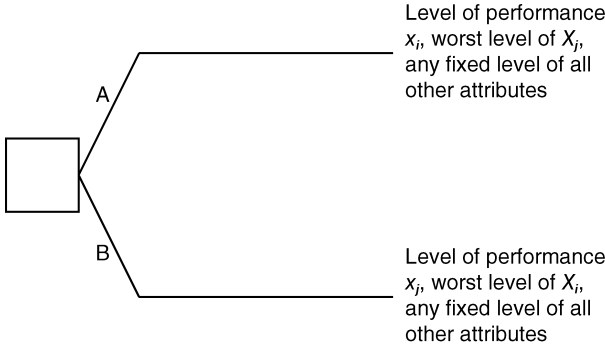 Level of performance
xi, worst level of Xj,
any fixed level of all
other attributes
A
B
Level of performance
xj, worst level of Xi,
any fixed level of all
other attributes